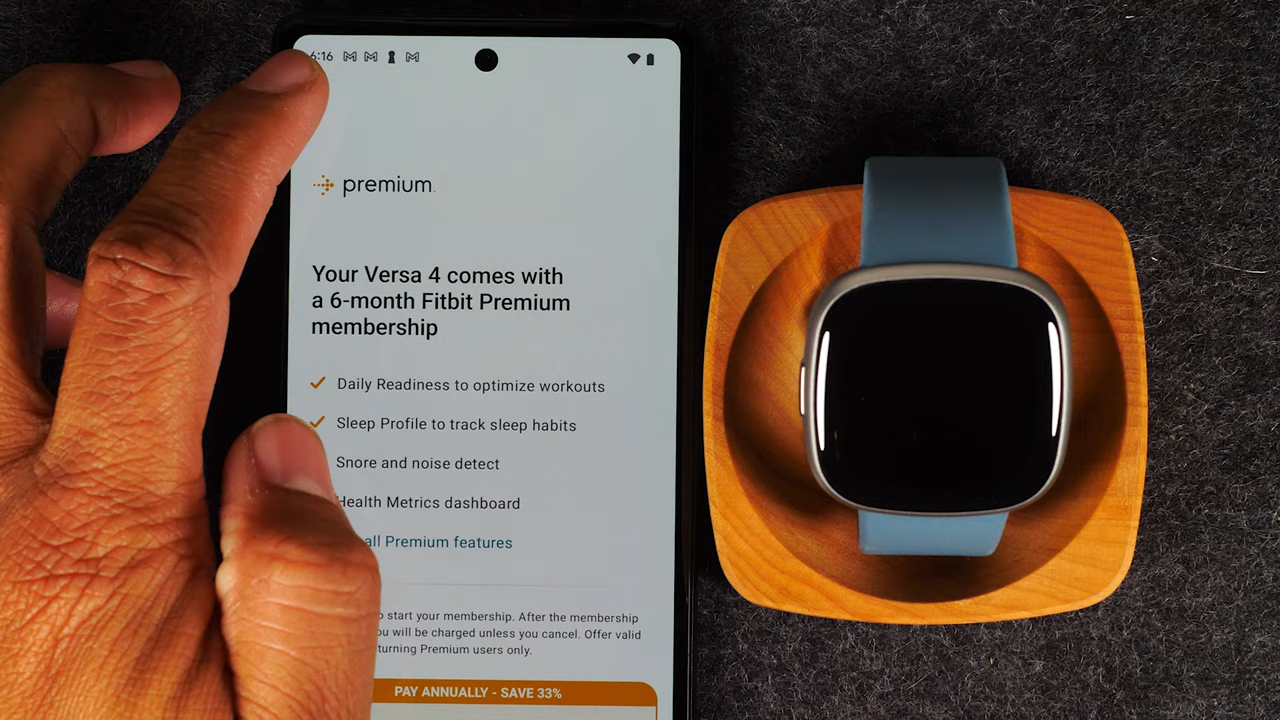 6:16
premium
Your Versa 4 comes with
a 6-month Fitbit Premium
membership
Daily Readiness to optimize workouts
Sleep Profile to track sleep habits
Snore and noise detect
Health Metrics dashboard
all Premium features
start your membership. After the membership
will be charged unless you cancel. Offer valid
Premium users only.
PAY ANNUALLY - SAVE 33%